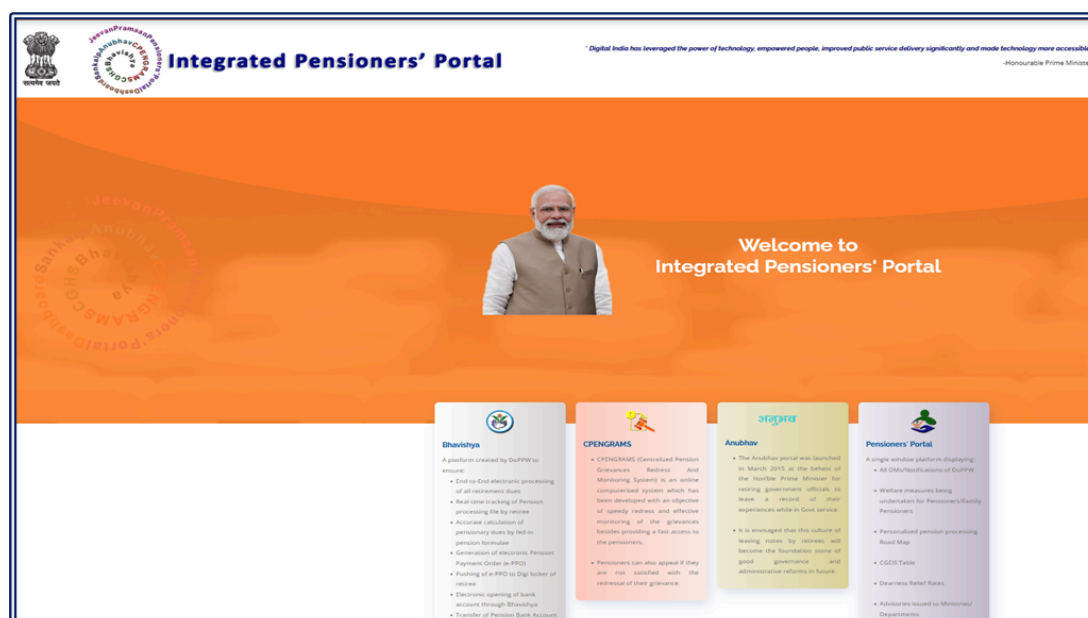 सत्यमेव जयते
Integrated Pensioners' Portal
" Digital India has leveraged the power of technology, empowered people, improved public service delivery significantly and made technology more accessible
-Honourable Prime Ministe
JeevanPramaanPensioners'PortalDashboardSankalp
AnubhavCPENGRAMSCGHS
Bhavishya
Welcome to
Integrated Pensioners' Portal
Bhavishya
A platform created by DoPPW to
ensure:
• End-to-End electronic processing
of all retirement dues
• Real-time tracking of Pension
processing file by retiree
• Accurate calculation of
pensionary dues by fed in
pension formulae
• Generation of electronic Pension
Payment Order (e-PPO)
• Pushing of e-PPO to Digi locker of
retiree
• Electronic opening of bank
account through Bhavishya
• Transfer of Pension Bank Account
CPENGRAMS
• CPENGRAMS (Centralized Pension
Grievances Redress And
Monitoring System) is an online
computerised system which has
been developed with an objective
of speedy redress and effective
monitoring of the grievances
besides providing a fast access to
the pensioners.
• Pensioners can also appeal if they
are not satisfied with the
redressal of their grievance.
अनुभव
Anubhav
• The Anubhav portal was launched
in March 2015 at the behest of
the Hon'ble Prime Minister for
retiring government officials to
leave a record of their
experiences while in Govt service
• It is envisaged that this culture of
leaving notes by retirees will
become the foundation stone of
good governance and
administrative reforms in future.
Pensioners' Portal
A single window platform displaying:
• All OMs/Notifications of DoPPW
• Welfare measures being
undertaken for Pensioners/Family
Pensioners
• Personalized pension processing
Road Map
• CGEIS Table
• Dearness Relief Rates
• Advisories issued to Ministries/
Departments